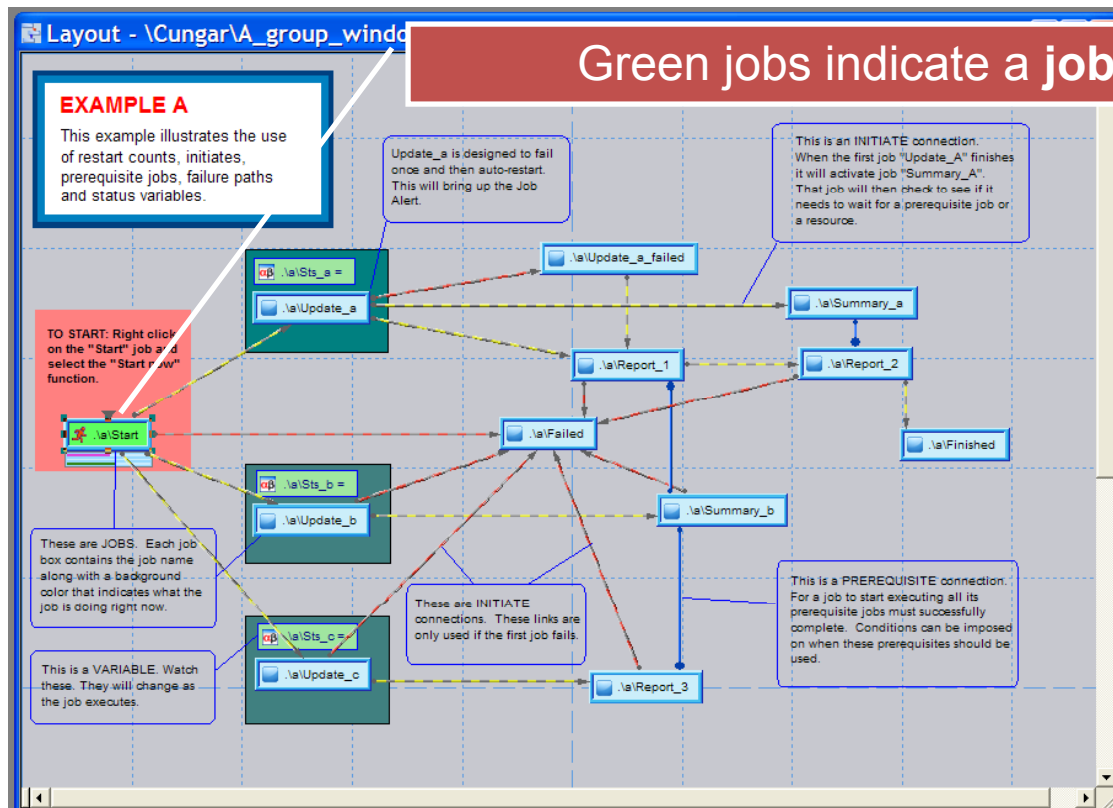 Layout - \Cungar\A_group_windo
Green jobs indicate a job
EXAMPLE A
This example illustrates the use
of restart counts, initiates,
prerequisite jobs, failure paths
and status variables.
Update_a is designed to fail
once and then auto-restart.
This will bring up the Job
Alert.
This is an INITIATE connection.
When the first job "Update_A" finishes
it will activate job "Summary_A".
That job will then check to see if it
needs to wait for a prerequisite job or
a resource.
αβ .\a\Sts_a =
.\a\Update_a
.\a\Update_a_failed
.\a\Summary_a
TO START: Right click
on the "Start" job and
select the "Start now"
function.
.\a\Report_1
.\a\Report_2
.\a\Start
.\a\Failed
.\a\Finished
αβ .\a\Sts_b =
.\a\Update_b
.\a\Summary_b
These are JOBS. Each job
box contains the job name
along with a background
color that indicates what the
job is doing right now.
These are INITIATE
connections. These links are
only used if the first job fails.
This is a PREREQUISITE connection.
For a job to start executing all its
prerequisite jobs must successfully
complete. Conditions can be imposed
on when these prerequisites should be
used.
αβ .\a\Sts_c =
.\a\Update_c
.\a\Report_3
This is a VARIABLE. Watch
these. They will change as
the job executes.